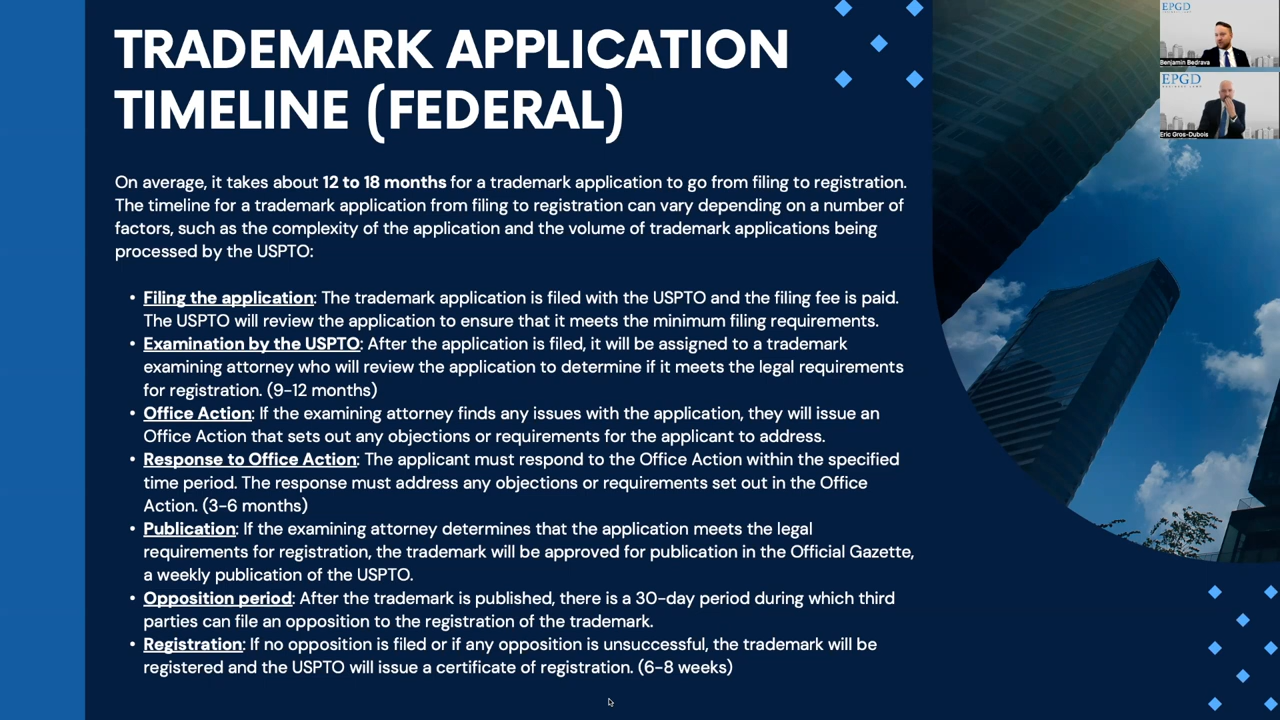 TRADEMARK APPLICATION
TIMELINE (FEDERAL)
On average, it takes about 12 to 18 months for a trademark application to go from filing to registration.
The timeline for a trademark application from filing to registration can vary depending on a number of
factors, such as the complexity of the application and the volume of trademark applications being
processed by the USPTO:
• Filing the application: The trademark application is filed with the USPTO and the filing fee is paid.
The USPTO will review the application to ensure that it meets the minimum filing requirements.
• Examination by the USPTO: After the application is filed, it will be assigned to a trademark
examining attorney who will review the application to determine if it meets the legal requirements
for registration. (9-12 months)
• Office Action: If the examining attorney finds any issues with the application, they will issue an
Office Action that sets out any objections or requirements for the applicant to address.
• Response to Office Action: The applicant must respond to the Office Action within the specified
time period. The response must address any objections or requirements set out in the Office
Action. (3-6 months)
• Publication: If the examining attorney determines that the application meets the legal
requirements for registration, the trademark will be approved for publication in the Official Gazette,
a weekly publication of the USPTO.
• Opposition period: After the trademark is published, there is a 30-day period during which third
parties can file an opposition to the registration of the trademark.
• Registration: If no opposition is filed or if any opposition is unsuccessful, the trademark will be
registered and the USPTO will issue a certificate of registration. (6-8 weeks)
EPGD
Benjamin Bedrava
EPGD
BUSINESS LAW
Eric Gros-Dubois